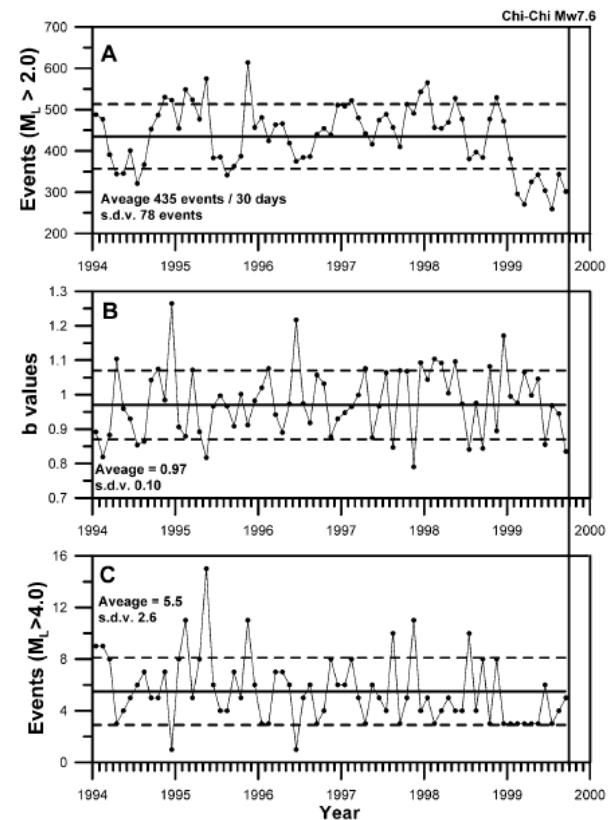 Chi-Chi Mw7.6
700
600
500
400
300
200
A
Events (M_L > 2.0)
Aveage 435 events / 30 days
s.d.v. 78 events
1994 1995 1996 1997 1998 1999 2000
1.3
1.2
1.1
1
0.9
0.8
0.7
B
b values
Aveage = 0.97
s.d.v. 0.10
1994 1995 1996 1997 1998 1999 2000
16
12
8
4
0
C
Events (M_L>4.0)
Aveage = 5.5
s.d.v. 2.6
1994 1995 1996 1997 1998 1999 2000
Year